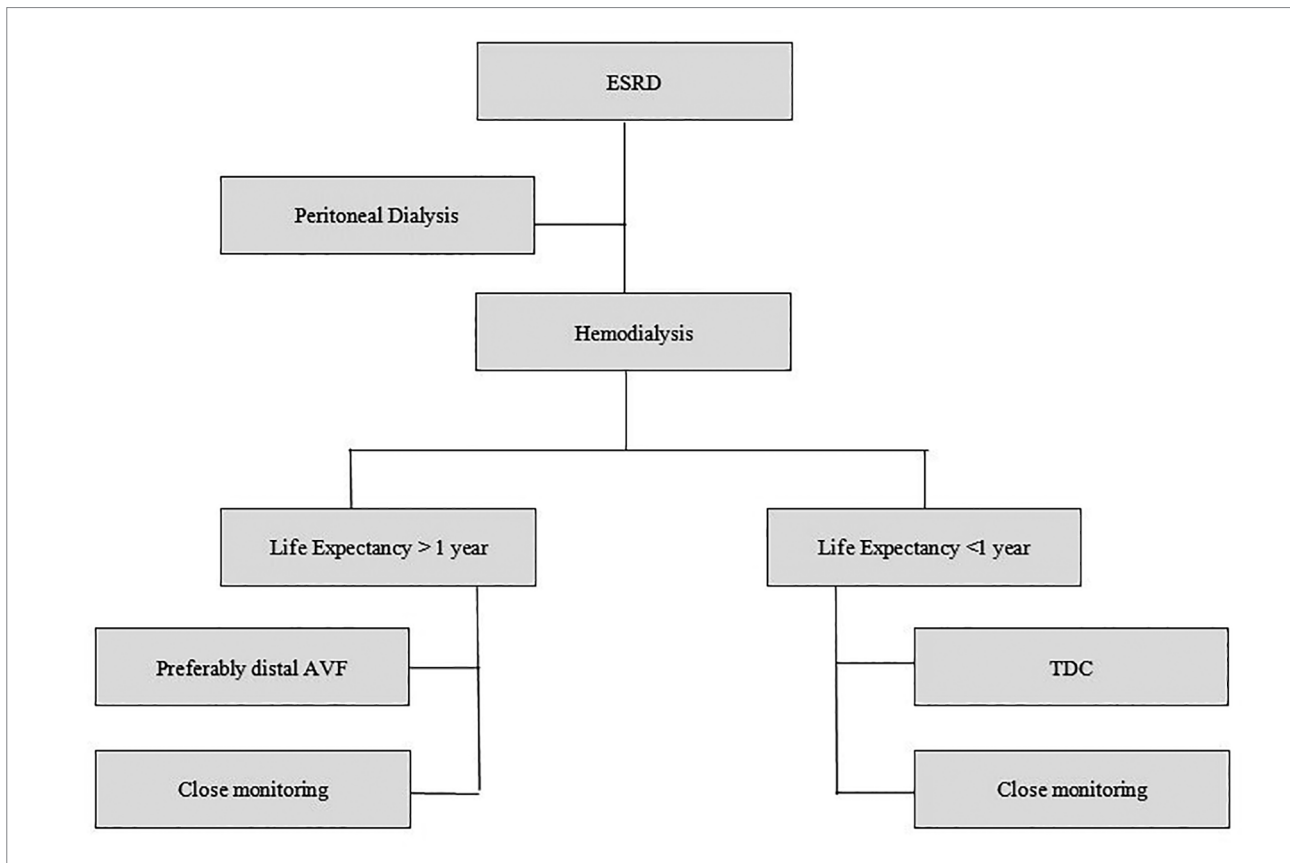 ESRD
Peritoneal Dialysis
Hemodialysis
Life Expectancy > 1 year
Life Expectancy <1 year
Preferably distal AVF
TDC
Close monitoring
Close monitoring